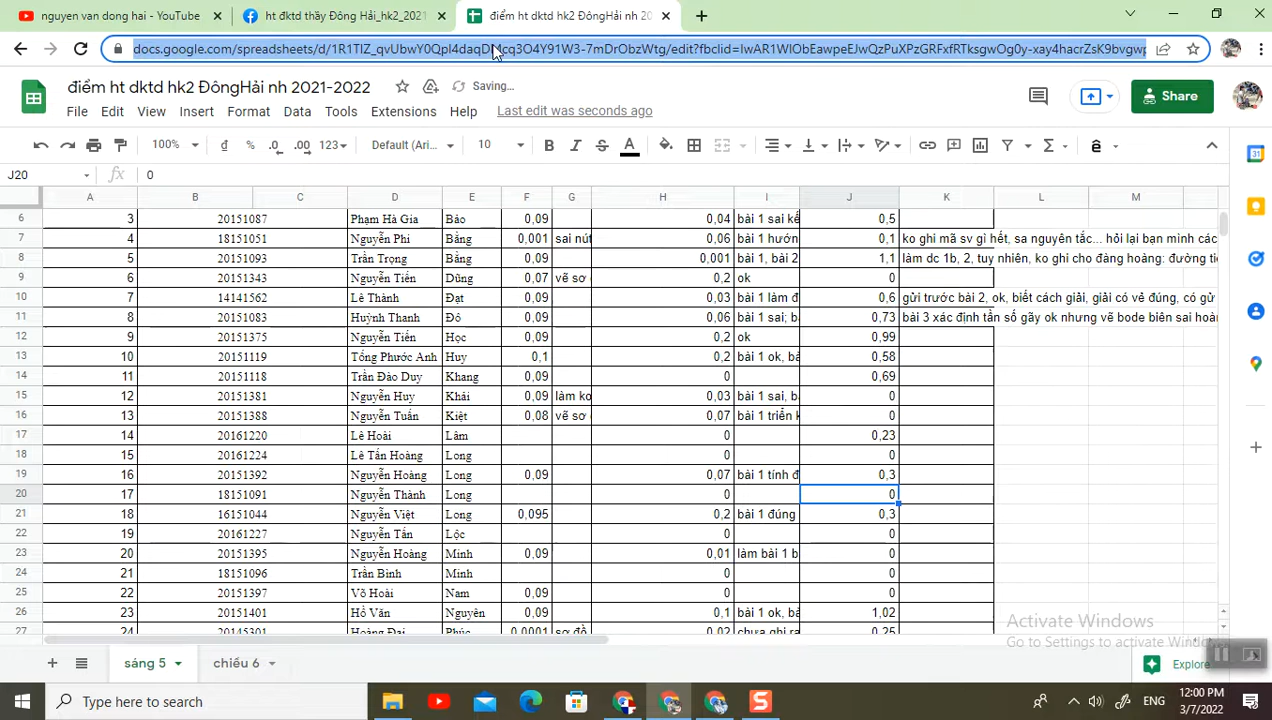 nguyen van dong hai - YouTube
ht đktd thầy Đông Hải_hk2_2021
điểm ht dktd hk2 ĐôngHải nh 20
điểm ht dktd hk2 ĐôngHải nh 2021-2022
Saving...
File Edit View Insert Format Data Tools Extensions Help Last edit was seconds ago
Share
100% đ % .0 .00 123 Default (Ari... 10 B I S A
J20 fx 0
A B C D E F G H I J K L M
6 3 20151087 Phạm Hà Gia Bảo 0,09 0,04 bài 1 sai kế 0,5
7 4 18151051 Nguyễn Phi Bằng 0,001 sai nút 0,06 bài 1 hướn 0,1 ko ghi mã sv gì hết, sa nguyên tắc... hỏi lại bạn mình các
8 5 20151093 Trần Trọng Bằng 0,09 0,001 bài 1, bài 2 1,1 làm dc 1b, 2, tuy nhiên, ko ghi cho đàng hoàng: đường tiệ
9 6 20151343 Nguyễn Tiến Dũng 0,07 vẽ sơ 0,2 ok 0
10 7 14141562 Lê Thành Đạt 0,09 0,03 bài 1 làm đ 0,6 gửi trước bài 2, ok, biết cách giải, giải có vẻ đúng, có gử
11 8 20151083 Huỳnh Thanh Đô 0,09 0,06 bài 1 sai; bà 0,73 bài 3 xác định tần số gãy ok nhưng vẽ bode biên sai hoàn
12 9 20151375 Nguyễn Tiến Học 0,09 0,2 ok 0,99
13 10 20151119 Tống Phước Anh Huy 0,1 0,2 bài 1 ok, bà 0,58
14 11 20151118 Trần Đào Duy Khang 0,09 0 0,69
15 12 20151381 Nguyễn Huy Khải 0,09 làm ko 0,03 bài 1 sai, b 0
16 13 20151388 Nguyễn Tuấn Kiệt 0,08 vẽ sơ 0,07 bài 1 triển k 0
17 14 20161220 Lê Hoài Lâm 0 0,23
18 15 20161224 Lê Tấn Hoàng Long 0 0
19 16 20151392 Nguyễn Hoàng Long 0,09 0,07 bài 1 tính đ 0,3
20 17 18151091 Nguyễn Thành Long 0 0
21 18 16151044 Nguyễn Việt Long 0,095 0,2 bài 1 đúng 0,3
22 19 20161227 Nguyễn Tấn Lộc 0 0
23 20 20151395 Nguyễn Hoàng Minh 0,09 0,01 làm bài 1 b 0
24 21 18151096 Trần Bình Minh 0 0
25 22 20151397 Võ Hoài Nam 0,09 0 0
26 23 20151401 Hồ Văn Nguyên 0,09 0,1 bài 1 ok, bà 1,02
27 24 20145301 Hoàng Đại Phúc 0,0001 sơ đồ 0,02 chưa ghi ra 0,25
Activate Windows
Go to Settings to activate Windows.
sáng 5 chiều 6 Explore
Type here to search
ENG
12:00 PM
3/7/2022